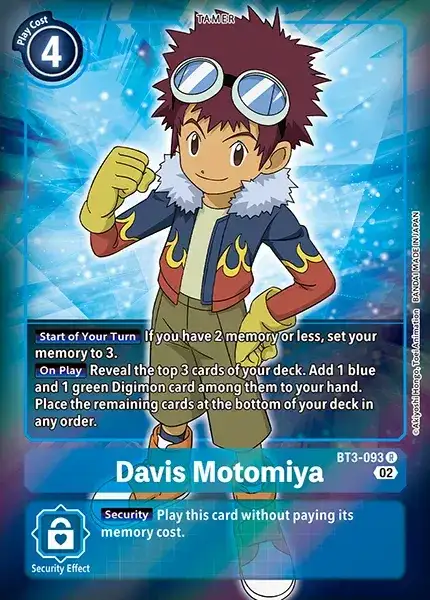 TAMER
Play Cost
4
Start of Your Turn If you have 2 memory or less, set your
memory to 3.
On Play Reveal the top 3 cards of your deck. Add 1 blue
and 1 green Digimon card among them to your hand.
Place the remaining cards at the bottom of your deck in
any order.
©Akiyoshi Hongo, Toei Animation BANDAI MADE IN JAPAN
BT3-093 R
Davis Motomiya
02
Security Play this card without paying its
memory cost.
Security Effect